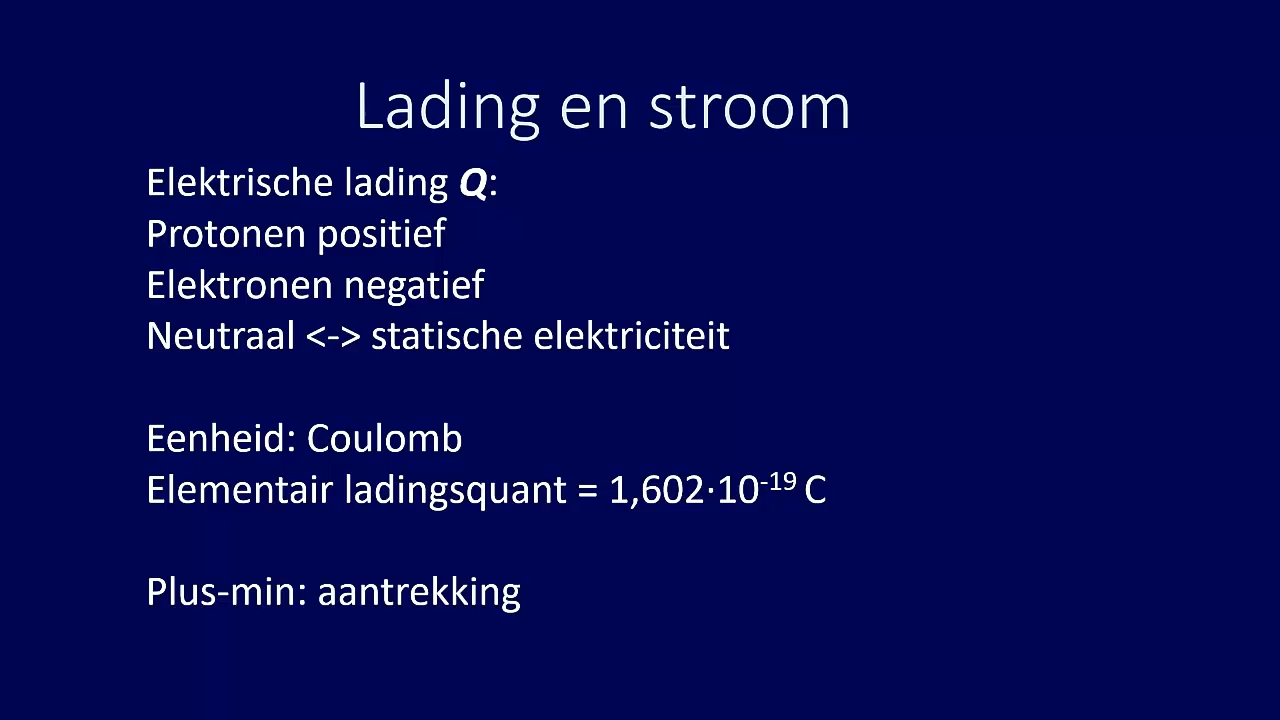 Lading en stroom
Elektrische lading Q:
Protonen positief
Elektronen negatief
Neutraal <-> statische elektriciteit
Eenheid: Coulomb
Elementair ladingsquant = 1,602·10⁻¹⁹ C
Plus-min: aantrekking